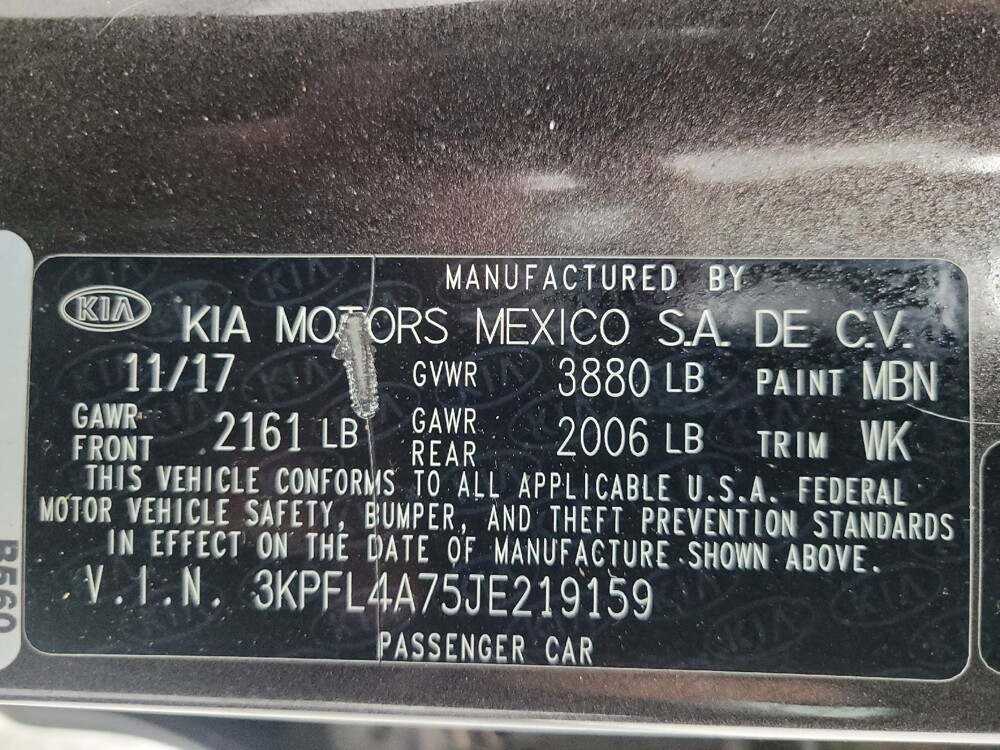 MANUFACTURED BY
KIA
KIA MOTORS MEXICO S.A. DE C.V.
11/17 GVWR 3880 LB PAINT MBN
GAWR FRONT 2161 LB GAWR REAR 2006 LB TRIM WK
THIS VEHICLE CONFORMS TO ALL APPLICABLE U.S.A. FEDERAL
MOTOR VEHICLE SAFETY, BUMPER, AND THEFT PREVENTION STANDARDS
IN EFFECT ON THE DATE OF MANUFACTURE SHOWN ABOVE.
V.I.N. 3KPFL4A75JE219159
PASSENGER CAR